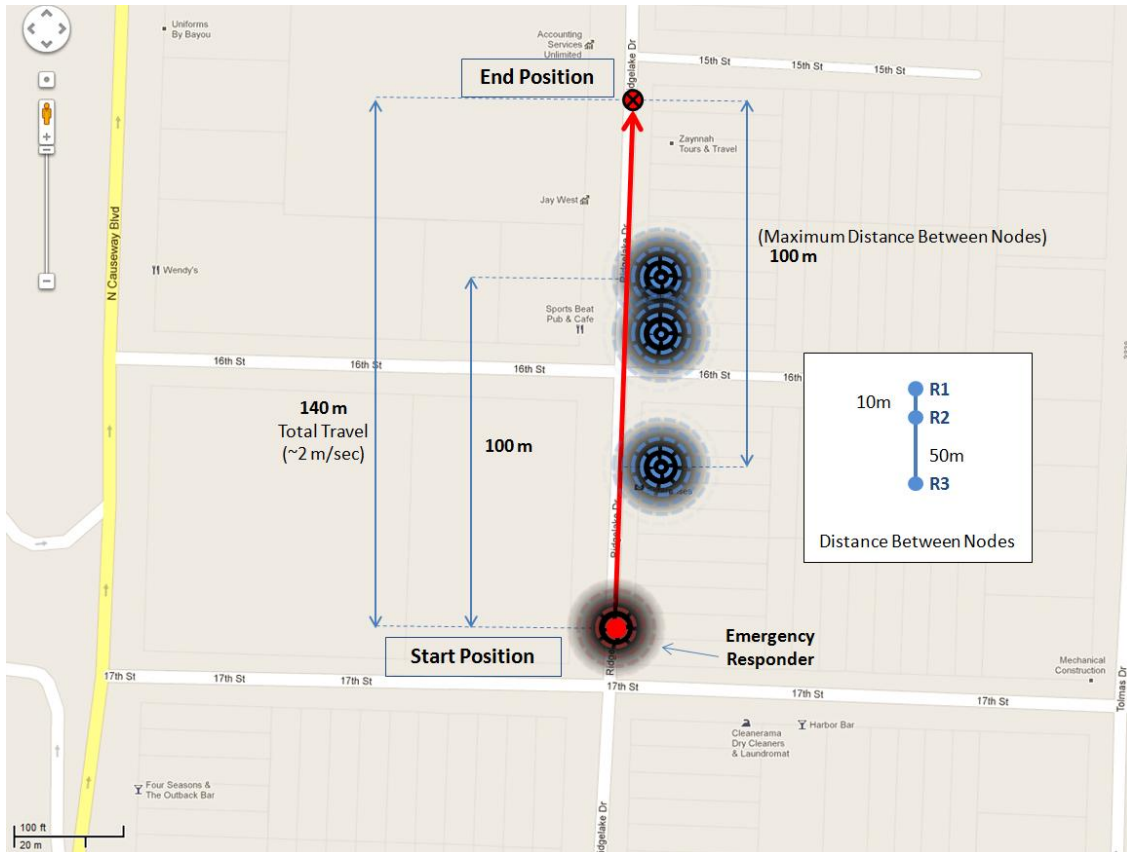 Uniforms
By Bayou
Accounting
Services
Unlimited
15th St
15th St
15th St
End Position
Zaynnah
Tours & Travel
Jay West
N Causeway Blvd
(Maximum Distance Between Nodes)
100 m
Wendy's
Sports Beat
Pub & Cafe
16th St
16th St
16th St
16th St
16th
R1
10m
R2
140 m
Total Travel
(~2 m/sec)
100 m
50m
R3
Distance Between Nodes
Ridgelake Dr
Start Position
Emergency
Responder
Mechanical
Construction
17th St
17th St
17th St
17th St
17th St
17th St
Tolmas Dr
Cleanerama
Dry Cleaners
& Laundromat
Harbor Bar
Four Seasons &
The Outback Bar
Ridgelake Dr
100 ft
20 m